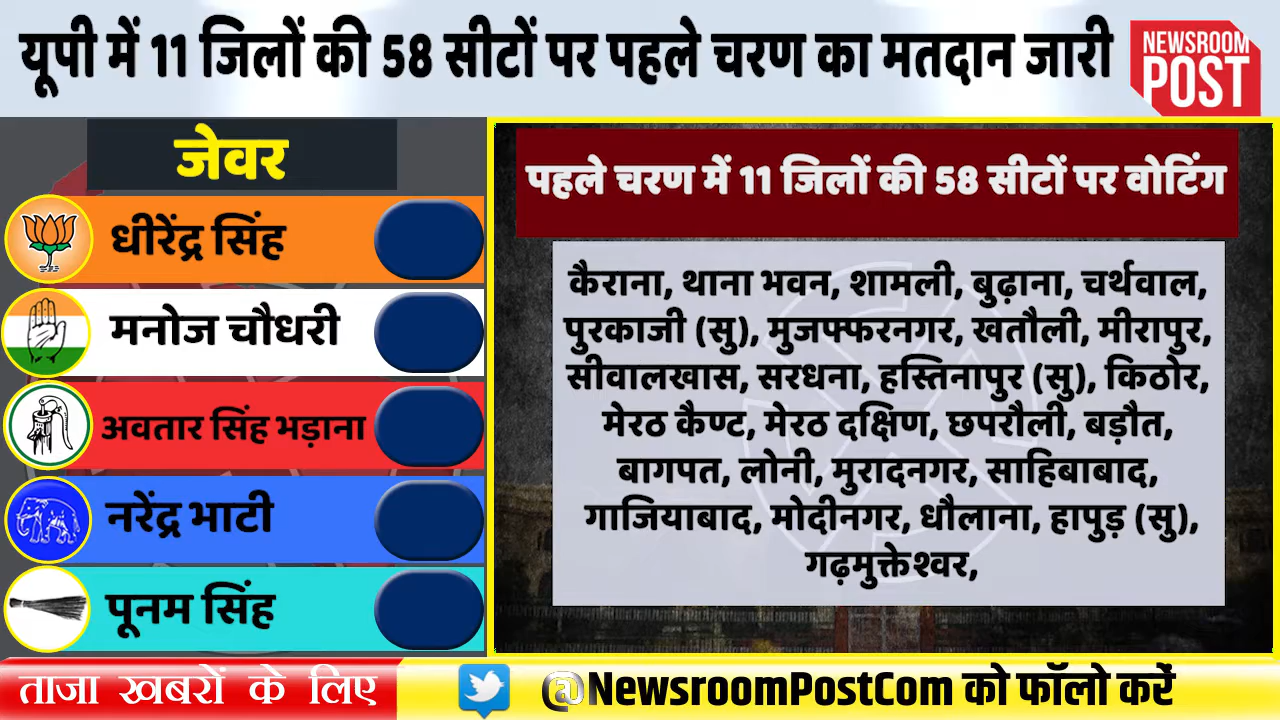 यूपी में 11 जिलों की 58 सीटों पर पहले चरण का मतदान जारी
NEWSROOM
POST
जेवर
धीरेंद्र सिंह
मनोज चौधरी
अवतार सिंह भड़ाना
नरेंद्र भाटी
पूनम सिंह
पहले चरण में 11 जिलों की 58 सीटों पर वोटिंग
कैराना, थाना भवन, शामली, बुढ़ाना, चर्थवाल,
पुरकाजी (सु), मुजफ्फरनगर, खतौली, मीरापुर,
सीवालखास, सरधना, हस्तिनापुर (सु), किठौर,
मेरठ कैण्ट, मेरठ दक्षिण, छपरौली, बड़ौत,
बागपत, लोनी, मुरादनगर, साहिबाबाद,
गाजियाबाद, मोदीनगर, धौलाना, हापुड़ (सु),
गढ़मुक्तेश्वर,
ताजा खबरों के लिए
@NewsroomPostCom को फॉलो करें